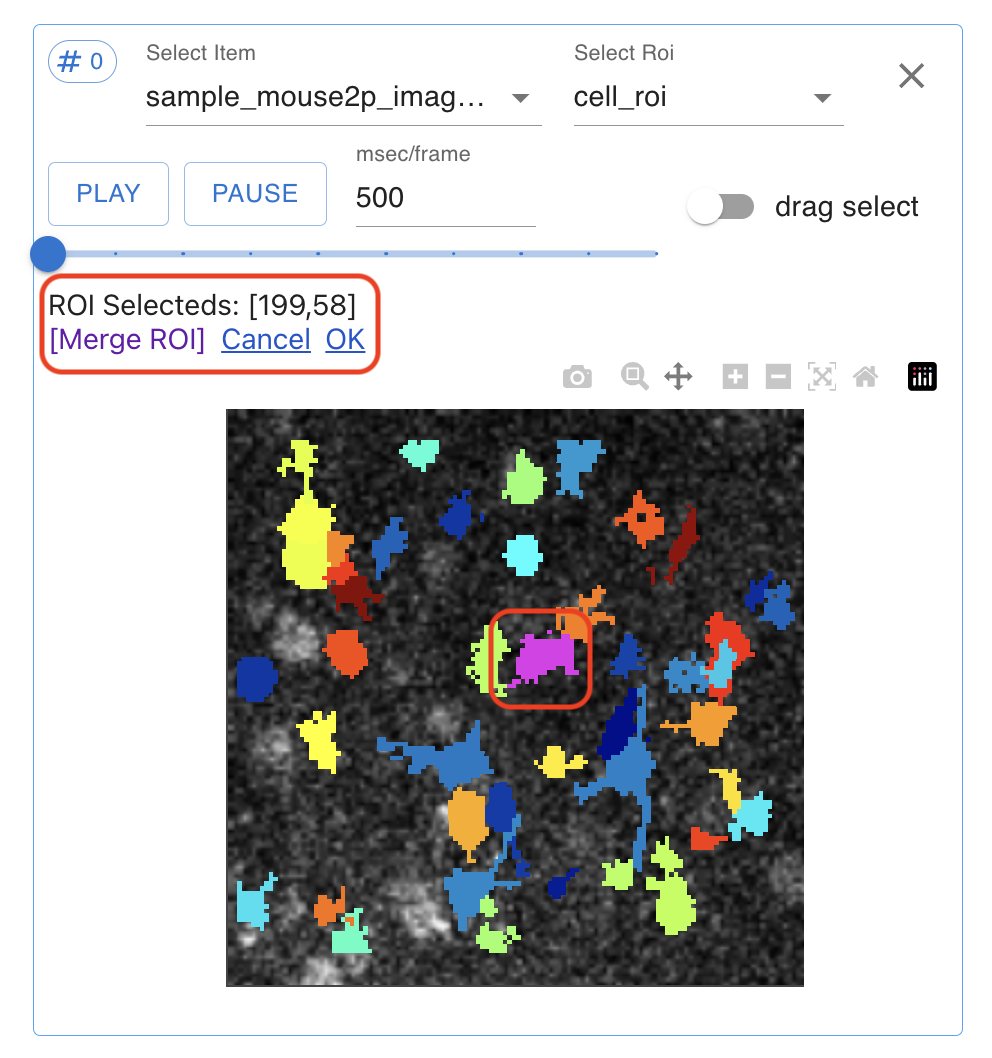 # 0
Select Item
sample_mouse2p_imag...
Select Roi
cell_roi
PLAY
PAUSE
msec/frame
500
drag select
ROI Selecteds: [199,58]
[Merge ROI] Cancel OK